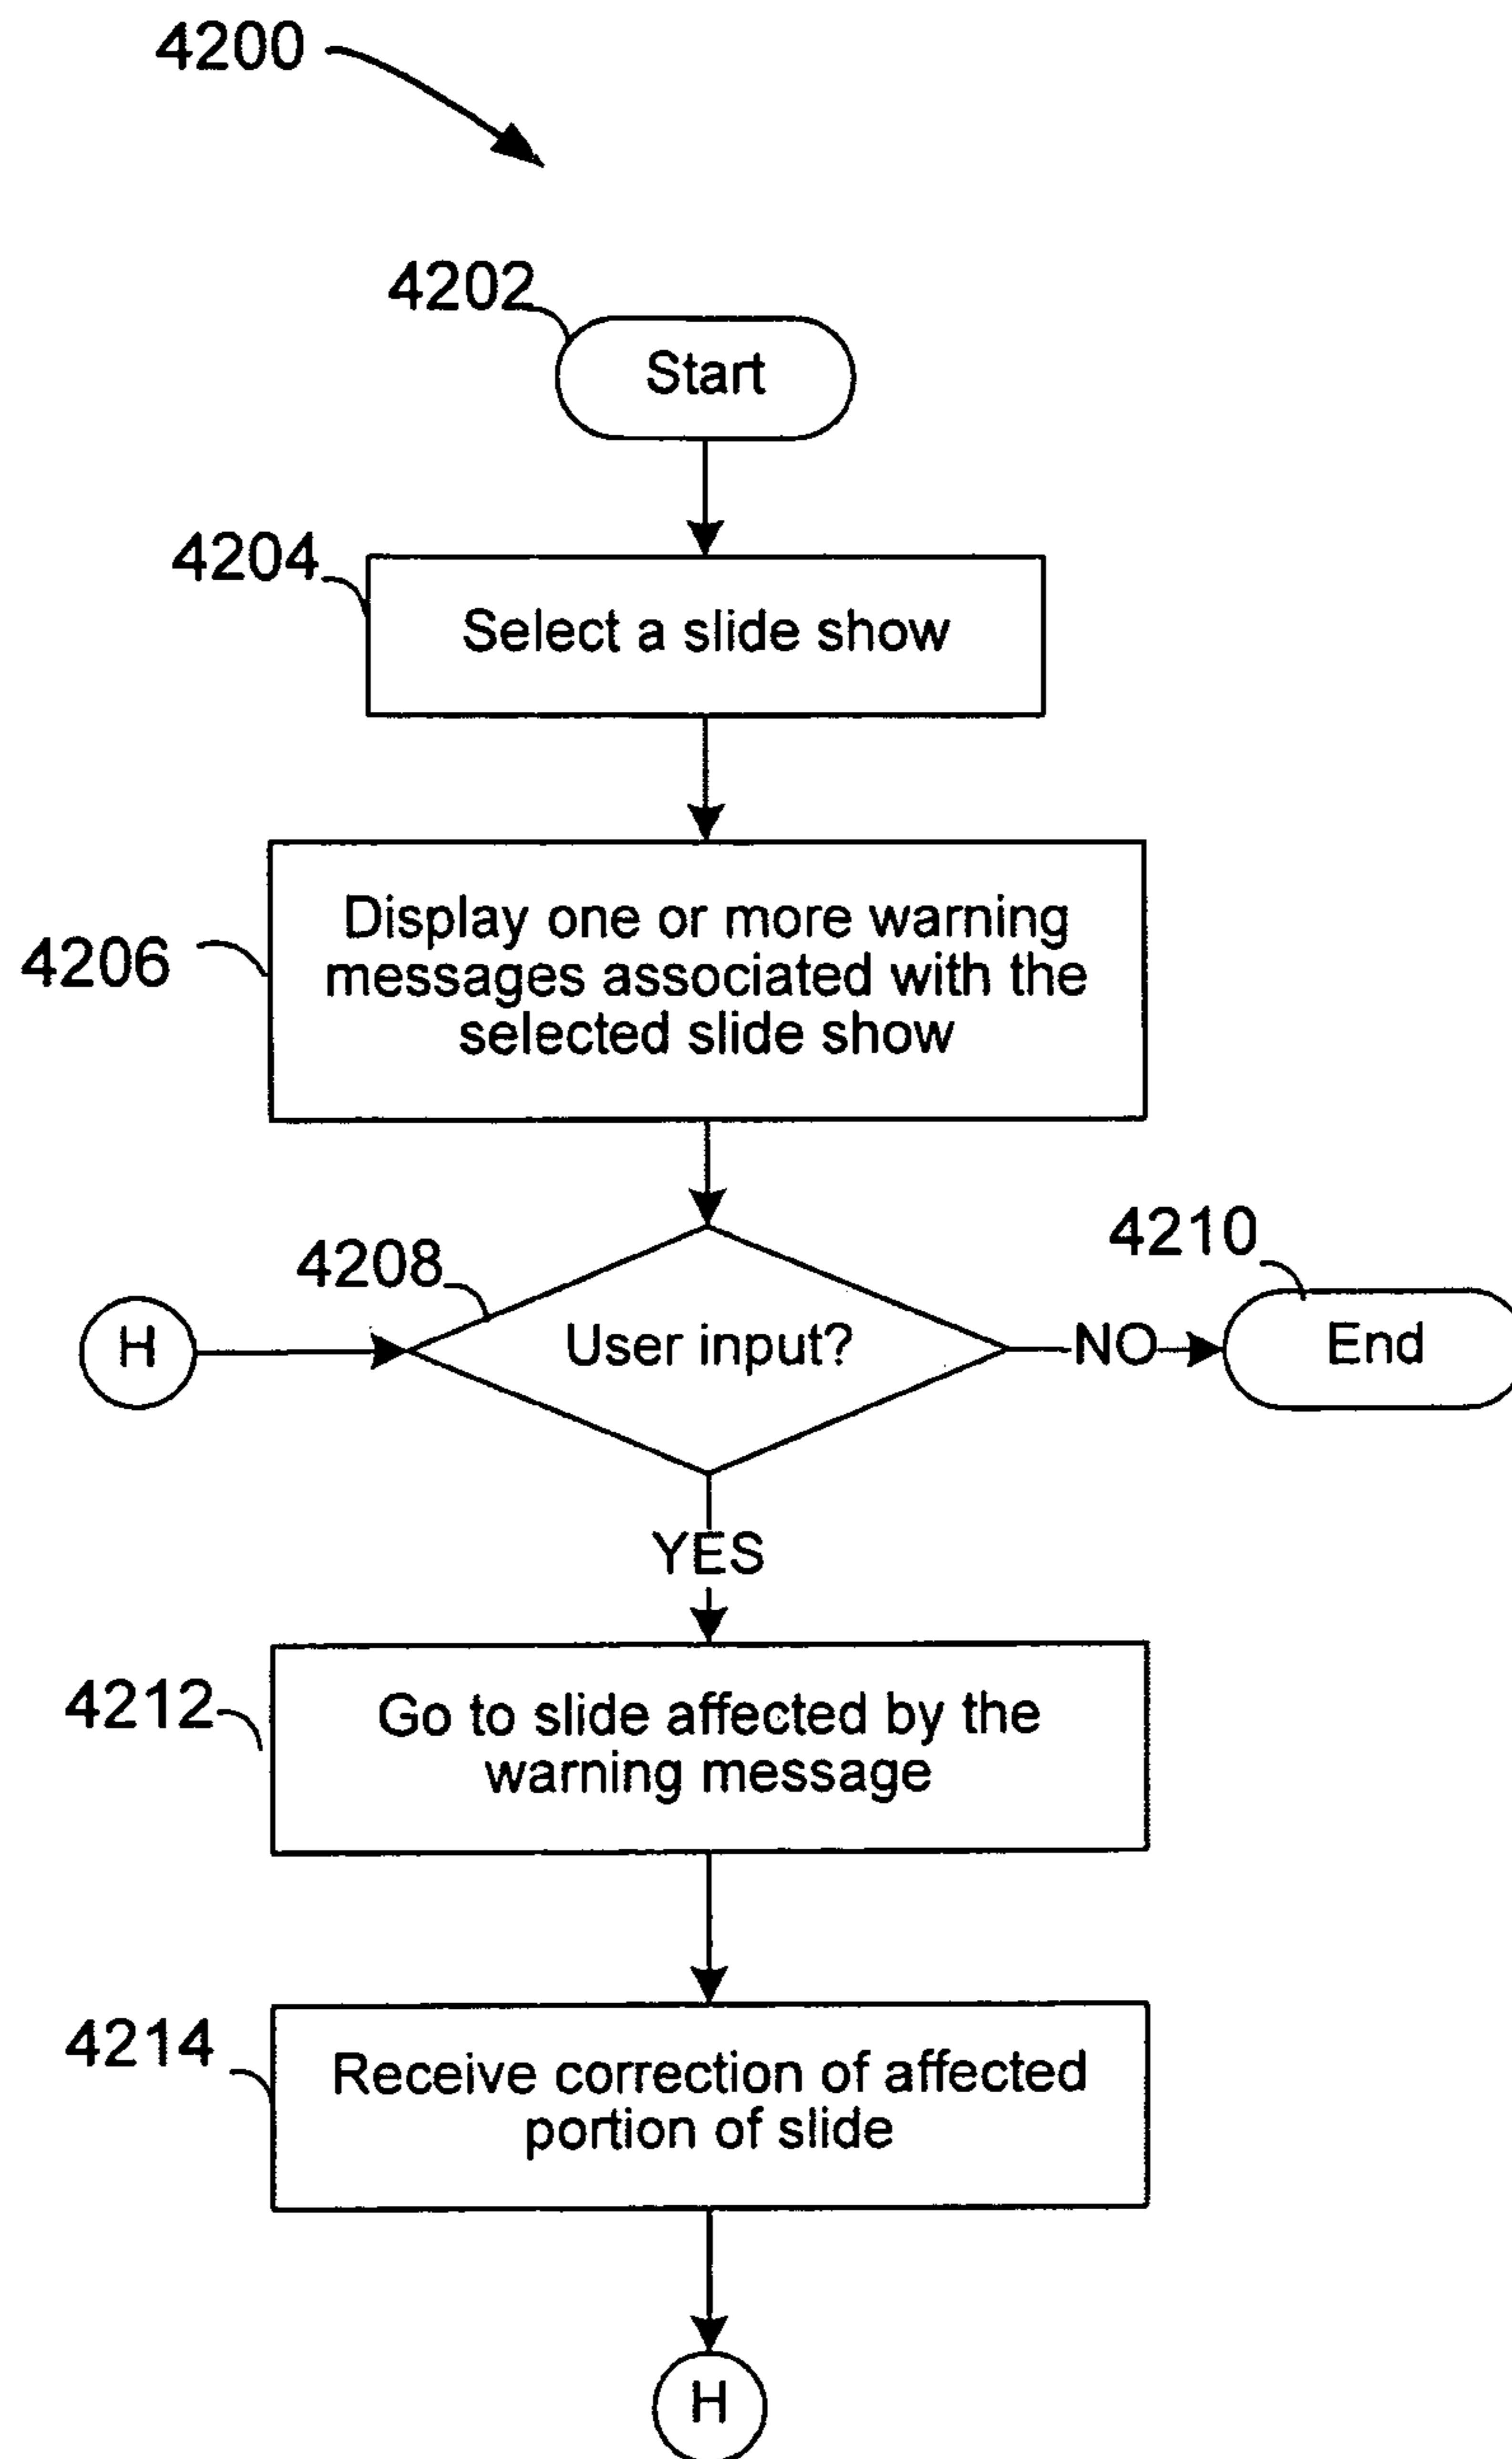 4200
4202
Start
4204
Select a slide show
4206
Display one or more warning
messages associated with the
selected slide show
4208
4210
H
User input?
NO
End
YES
4212
Go to slide affected by the
warning message
4214
Receive correction of affected
portion of slide
H